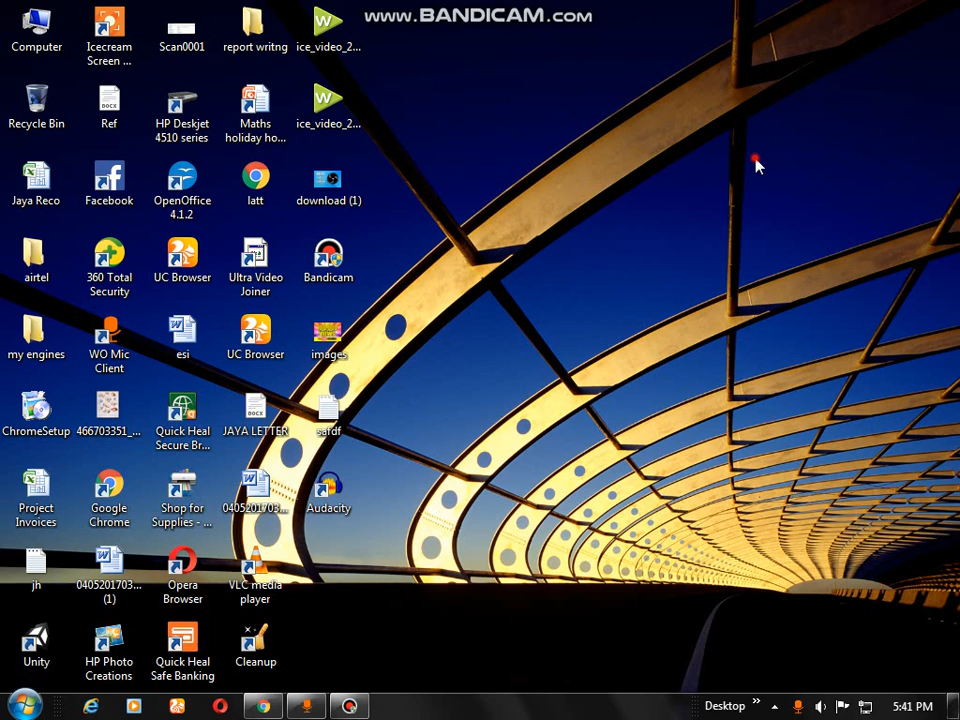 www.BANDICAM.com
Computer
Icecream
Screen ...
Scan0001
report writng
ice_video_2...
Recycle Bin
Ref
HP Deskjet
4510 series
Maths
holiday ho...
ice_video_2...
Jaya Reco
Facebook
OpenOffice
4.1.2
latt
download (1)
airtel
360 Total
Security
UC Browser
Ultra Video
Joiner
Bandicam
my engines
WO Mic
Client
esi
UC Browser
images
ChromeSetup
466703351_...
Quick Heal
Secure Br...
JAYA LETTER
safdf
Project
Invoices
Google
Chrome
Shop for
Supplies - ...
0405201703...
Audacity
jh
0405201703...
(1)
Opera
Browser
VLC media
player
Unity
HP Photo
Creations
Quick Heal
Safe Banking
Cleanup
Desktop
5:41 PM